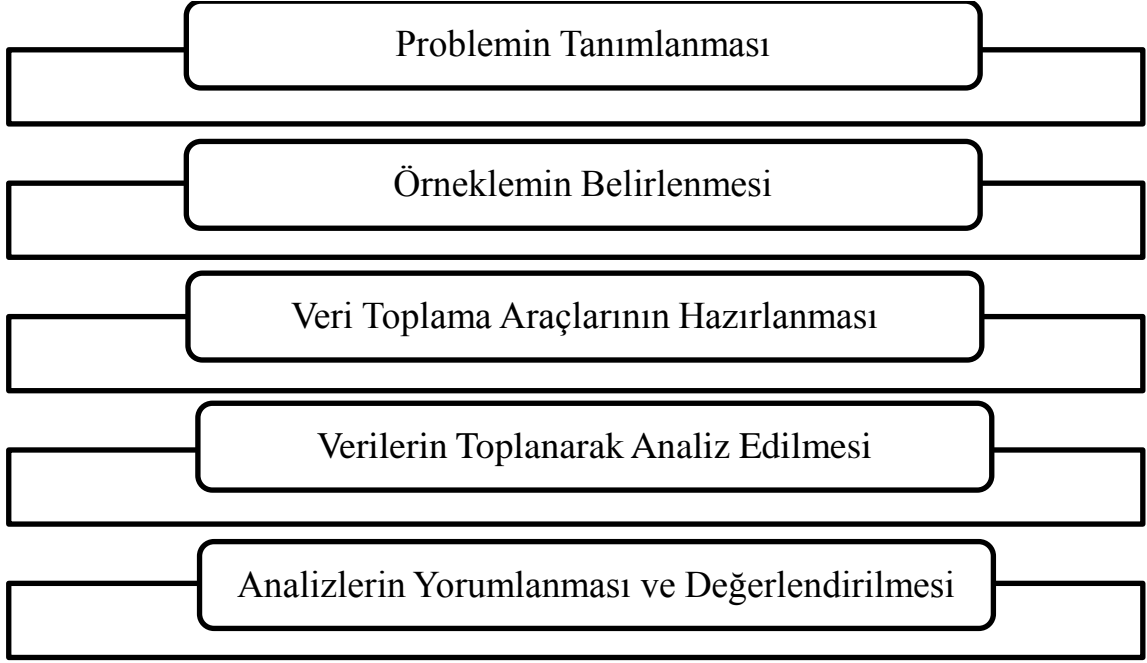 Problemin Tanımlanması
Örneklemin Belirlenmesi
Veri Toplama Araçlarının Hazırlanması
Verilerin Toplanarak Analiz Edilmesi
Analizlerin Yorumlanması ve Değerlendirilmesi